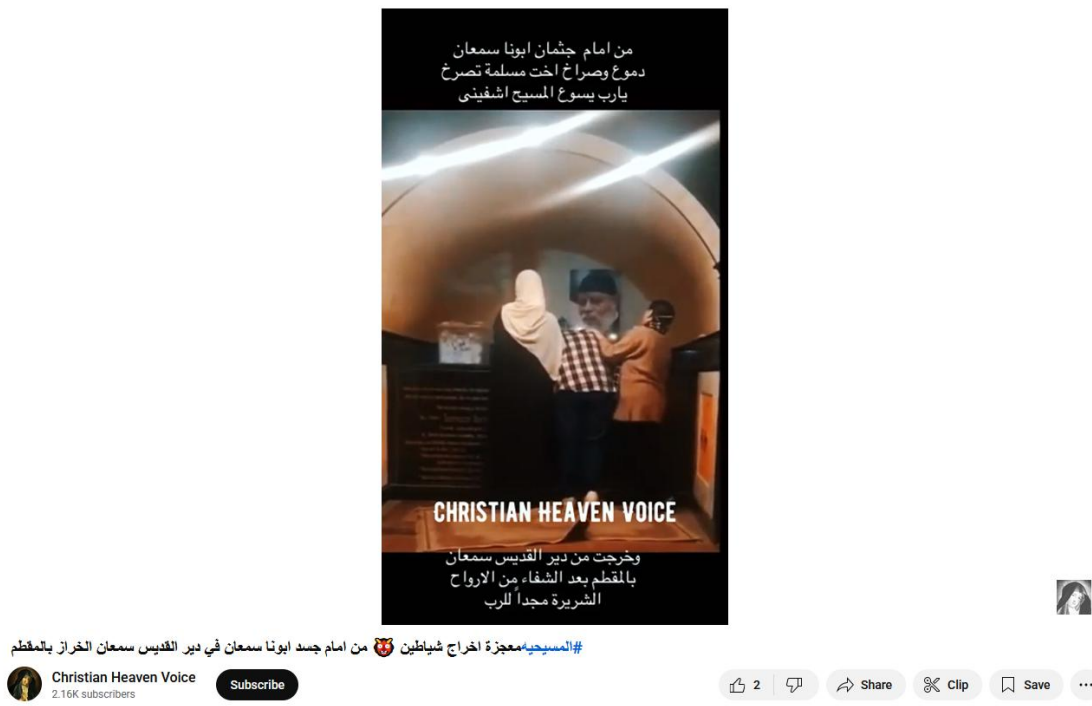 من امام جثمان ابونا سمعان
دموع وصراخ اخت مسلمة تصرخ
يارب يسوع المسيح اشفينى
CHRISTIAN HEAVEN VOICE
وخرجت من دير القديس سمعان
بالمقطم بعد الشفاء من الارواح
الشريرة مجداً للرب
#المسيحيهمعجزة اخراج شياطين 👹 من امام جسد ابونا سمعان في دير القديس سمعان الخراز بالمقطم
Christian Heaven Voice
2.16K subscribers
Subscribe
2
Share
Clip
Save